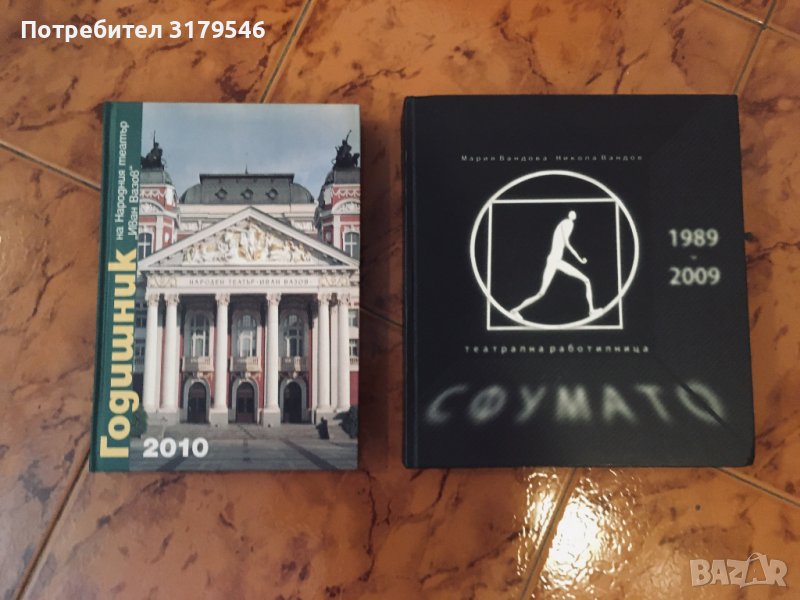 Потребител 3179546
Годишник
на Народния театър
„Иван Вазов“
НАРОДЕН ТЕАТЪР·ИВАН ВАЗОВ
2010
Мария Вандова Никола Вандов
1989
-
2009
театрална работилница
СФУМАТО
BAZAR